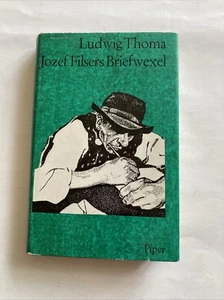 Ludwig Thoma
Jozef Filsers Briefwexel
Piper